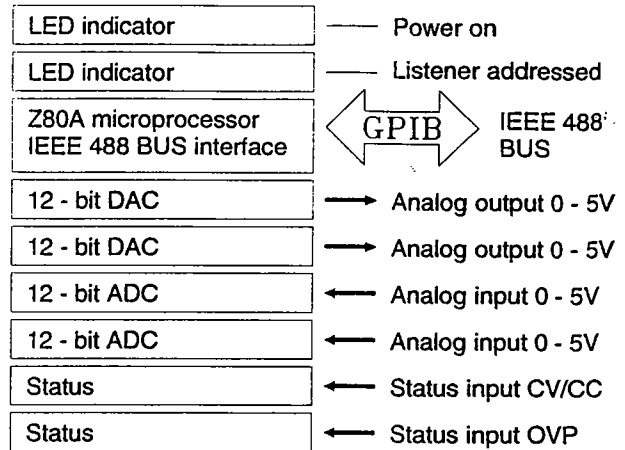 LED indicator Power on
LED indicator Listener addressed
Z80A microprocessor
IEEE 488 BUS interface GPIB IEEE 488 BUS
12 - bit DAC Analog output 0 - 5V
12 - bit DAC Analog output 0 - 5V
12 - bit ADC Analog input 0 - 5V
12 - bit ADC Analog input 0 - 5V
Status Status input CV/CC
Status Status input OVP